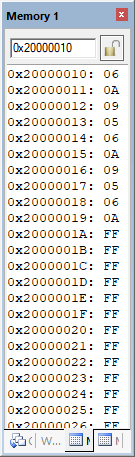 Memory 1
0x20000010
0x20000010: 06
0x20000011: 0A
0x20000012: 09
0x20000013: 05
0x20000014: 06
0x20000015: 0A
0x20000016: 09
0x20000017: 05
0x20000018: 06
0x20000019: 0A
0x2000001A: FF
0x2000001B: FF
0x2000001C: FF
0x2000001D: FF
0x2000001E: FF
0x2000001F: FF
0x20000020: FF
0x20000021: FF
0x20000022: FF
0x20000023: FF
0x20000024: FF
0x20000025: FF
0x20000026: FF
W...